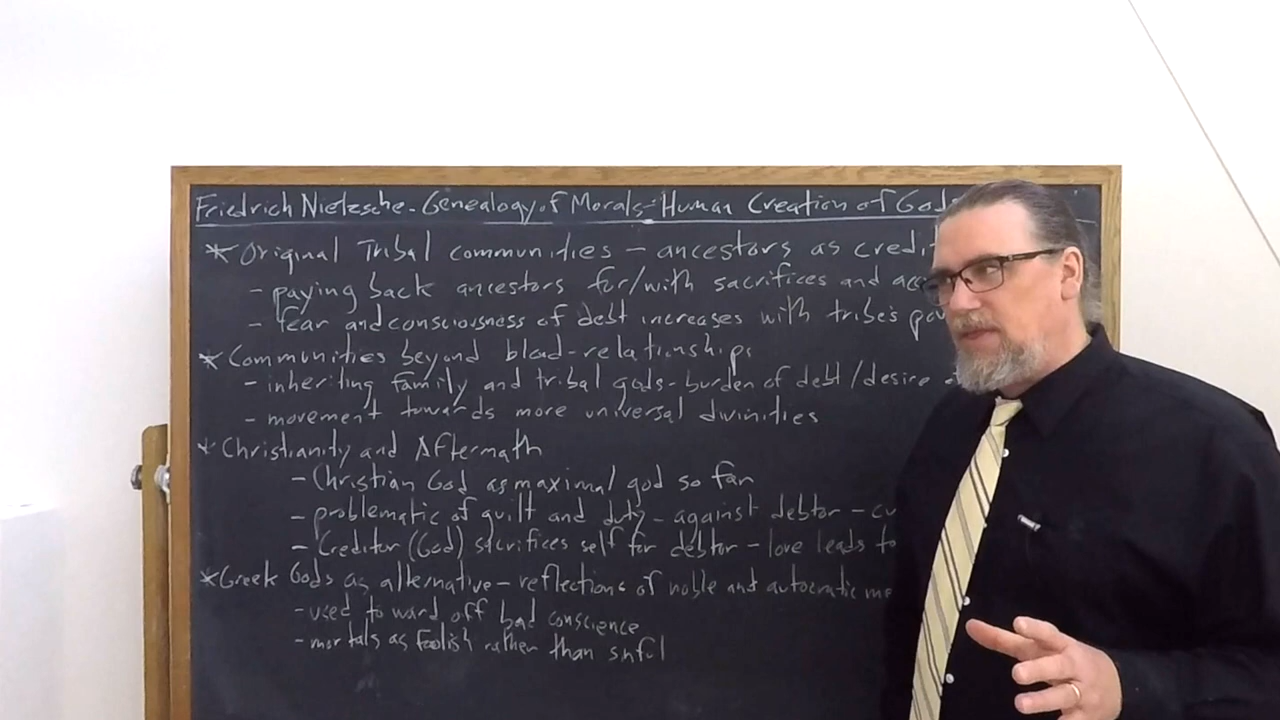 Friedrich Nietzsche - Genealogy of Morals - Human Creation of Gods
* Original Tribal communities - ancestors as credit
- paying back ancestors for/with sacrifices and
- fear and consciousness of debt increases with tribe's po
* Communities beyond blood-relationships
- inheriting family and tribal gods - burden of debt/desire
- movement towards more universal divinities
* Christianity and Aftermath
- Christian God as maximal god so far
- problematic of guilt and duty - against debtor -
- Creditor (God) sacrifices self for debtor - love leads to
* Greek Gods as alternative - reflections of noble and autocratic me
- used to ward off bad conscience
- mortals as foolish rather than sinful